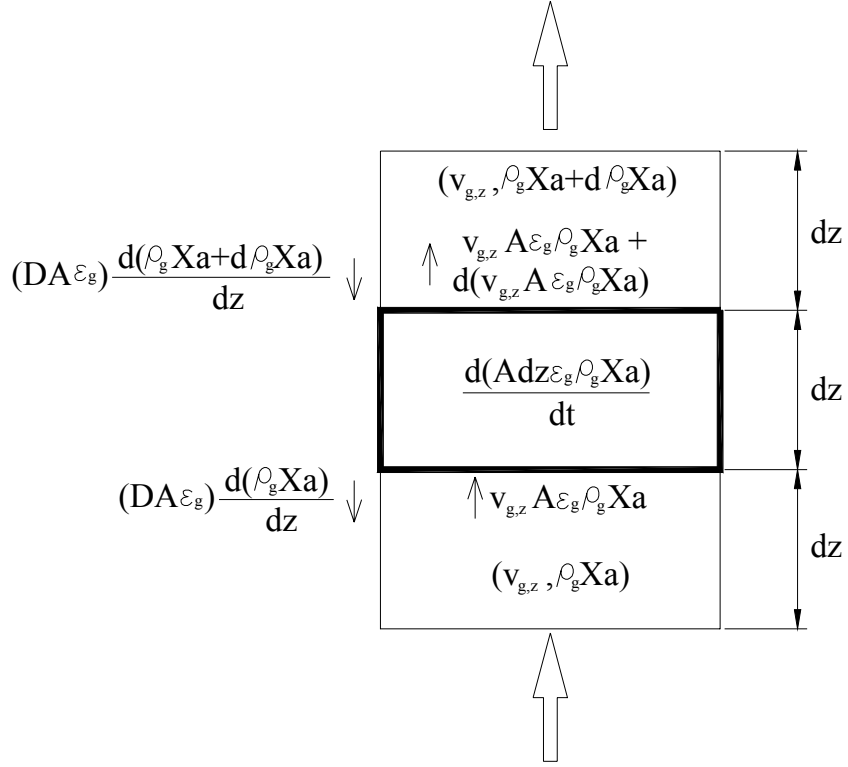 (v_{g,z}, ρ_gXa+dρ_gXa)
v_{g,z} Aε_gρ_gXa +
d(v_{g,z} Aε_gρ_gXa)
dz
(DAε_g) d(ρ_gXa+dρ_gXa)
dz
d(Adzε_gρ_gXa)
dt
dz
(DAε_g) d(ρ_gXa)
dz
v_{g,z} Aε_gρ_gXa
dz
(v_{g,z}, ρ_gXa)